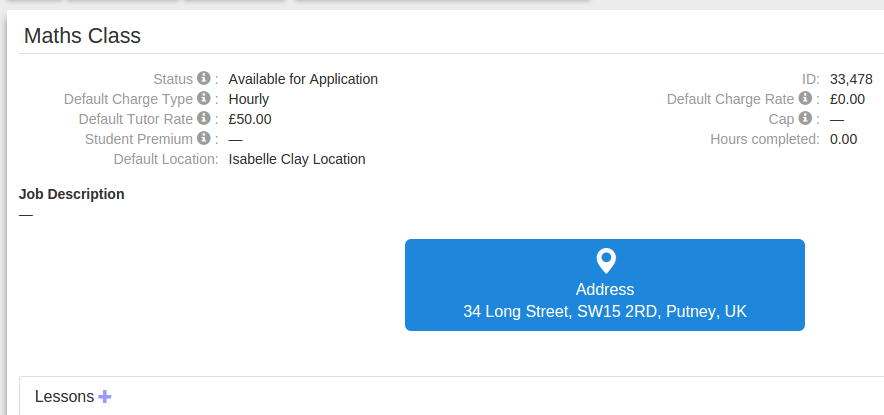 Maths Class
Status : Available for Application
Default Charge Type : Hourly
Default Tutor Rate : £50.00
Student Premium : —
Default Location: Isabelle Clay Location
ID: 33,478
Default Charge Rate : £0.00
Cap : —
Hours completed: 0.00
Job Description
—
Address
34 Long Street, SW15 2RD, Putney, UK
Lessons